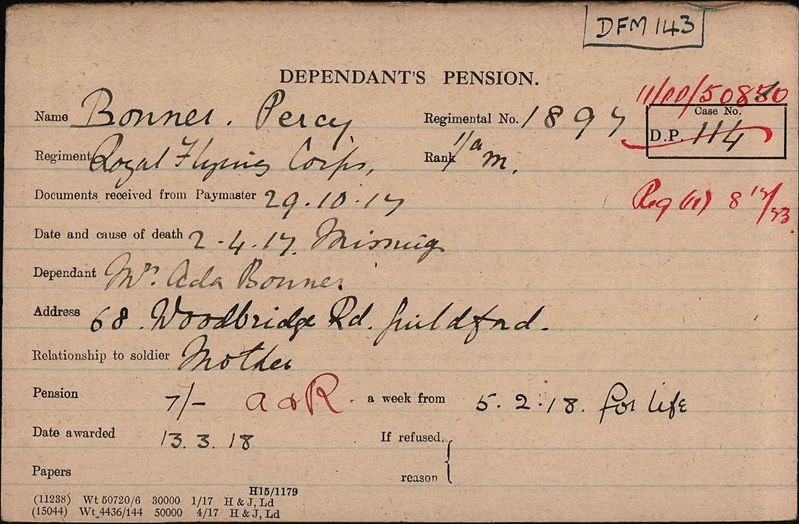 DFM 143
DEPENDANT'S PENSION.
11/DD/50850
Name Bonner. Percy Regimental No. 1897 Case No.
D.P. 114
Regiment Royal Flying Corps, Rank 1/a m.
Documents received from Paymaster 29.10.17
Reg 8
Date and cause of death 2.4.17. Missing
Dependant Mrs. Ada Bonner
Address 68. Woodbridge Rd. Guildford.
Relationship to soldier Mother
Pension 7/- a & R. a week from 5.2.18. for life
Date awarded 13.3.18 If refused,
Papers reason
H15/1179
(11238) Wt 50720/6 30000 1/17 H & J, Ld
(15044) Wt 4436/144 50000 4/17 H & J, Ld